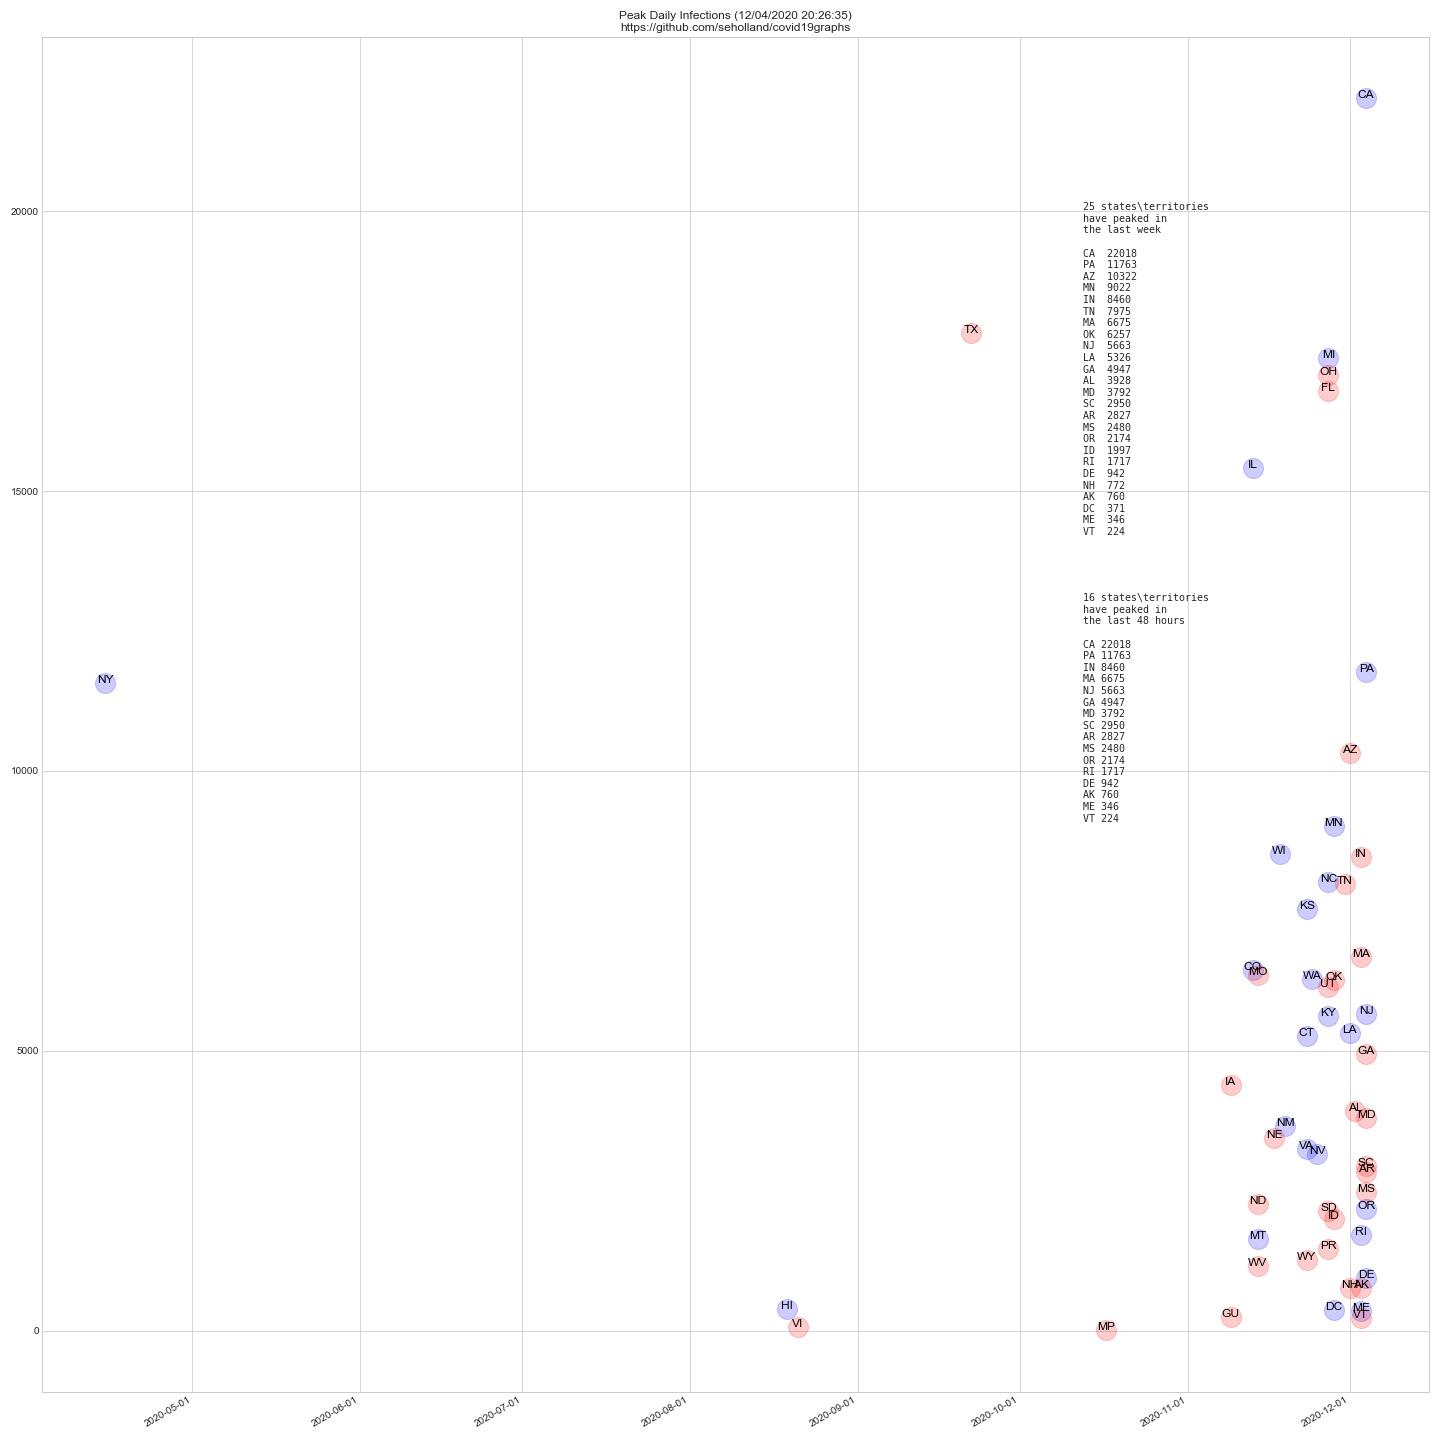 Peak Daily Infections (12/04/2020 20:26:35)
https://github.com/seholland/covid19graphs
CA
20000
25 states\territories
have peaked in
the last week
CA  22018
PA  11763
AZ  10322
MN  9022
IN  8460
TN  7975
MA  6675
OK  6257
NJ  5663
LA  5326
GA  4947
AL  3928
MD  3792
SC  2950
AR  2827
MS  2480
OR  2174
ID  1997
RI  1717
DE  942
NH  772
AK  760
DC  371
ME  346
VT  224
TX
MI
OH
FL
IL
15000
16 states\territories
have peaked in
the last 48 hours
CA 22018
PA 11763
IN 8460
MA 6675
NJ 5663
GA 4947
MD 3792
SC 2950
AR 2827
MS 2480
OR 2174
RI 1717
DE 942
AK 760
ME 346
VT 224
PA
NY
AZ
10000
MN
WI
IN
NC
TN
KS
MA
CO
MO
WA
OK
UT
NJ
KY
LA
CT
5000
GA
IA
AL
MD
NM
NE
VA
NV
SC
AR
MS
ND
OR
SD
ID
RI
MT
PR
WY
WV
DE
NH
AK
HI
DC
ME
GU
VT
VI
MP
0
2020-05-01
2020-06-01
2020-07-01
2020-08-01
2020-09-01
2020-10-01
2020-11-01
2020-12-01